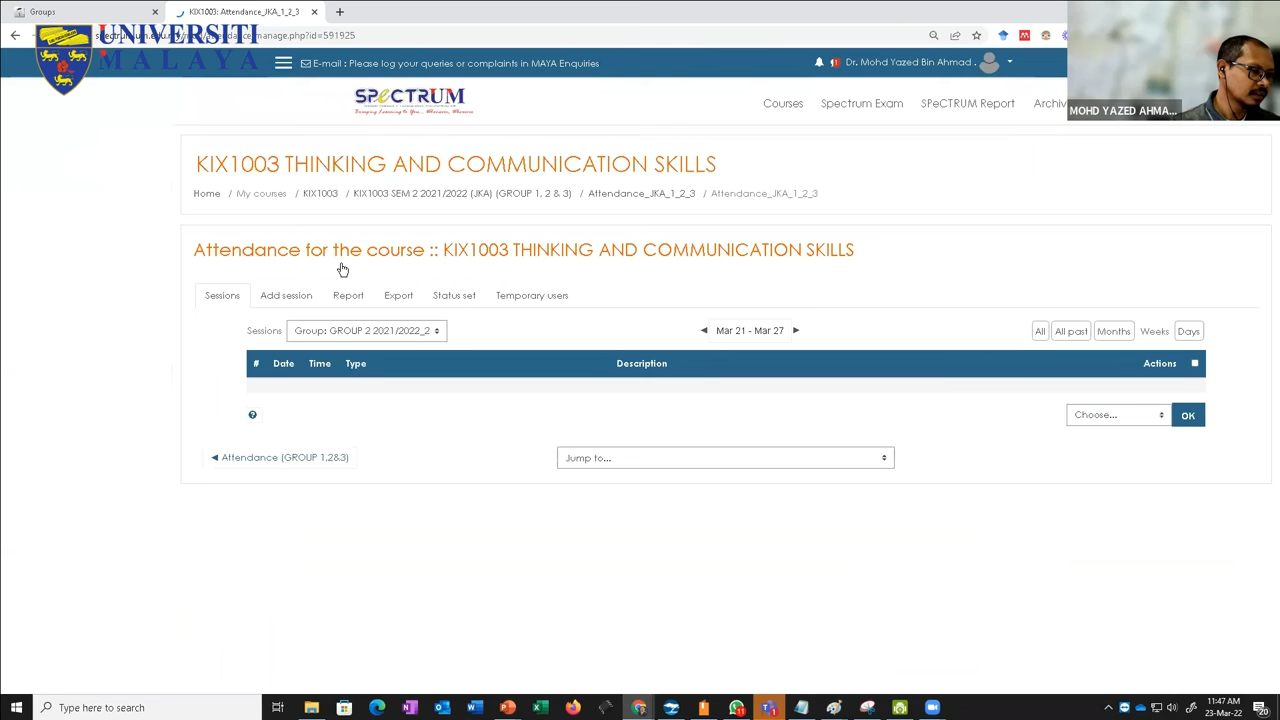 Groups
KIX1003: Attendance_JKA_1_2_3
manage.php?id=591925
UNIVERSITI
MALAYA
E-mail : Please log your queries or complaints in MAYA Enquiries
Dr. Mohd Yazed Bin Ahmad .
MOHD YAZED AHMA...
SPeCTRUM
Courses
Spectrum Exam
SPeCTRUM Report
KIX1003 THINKING AND COMMUNICATION SKILLS
Home / My courses / KIX1003 / KIX1003 SEM 2 2021/2022 (JKA) (GROUP 1, 2 & 3) / Attendance_JKA_1_2_3 / Attendance_JKA_1_2_3
Attendance for the course :: KIX1003 THINKING AND COMMUNICATION SKILLS
Sessions Add session Report Export Status set Temporary users
Sessions Group: GROUP 2 2021/2022_2 ◄ Mar 21 - Mar 27 ► All All past Months Weeks Days
# Date Time Type Description Actions
Choose... OK
◄ Attendance (GROUP 1,2&3) Jump to...
Type here to search
11:47 AM
23-Mar-22
20